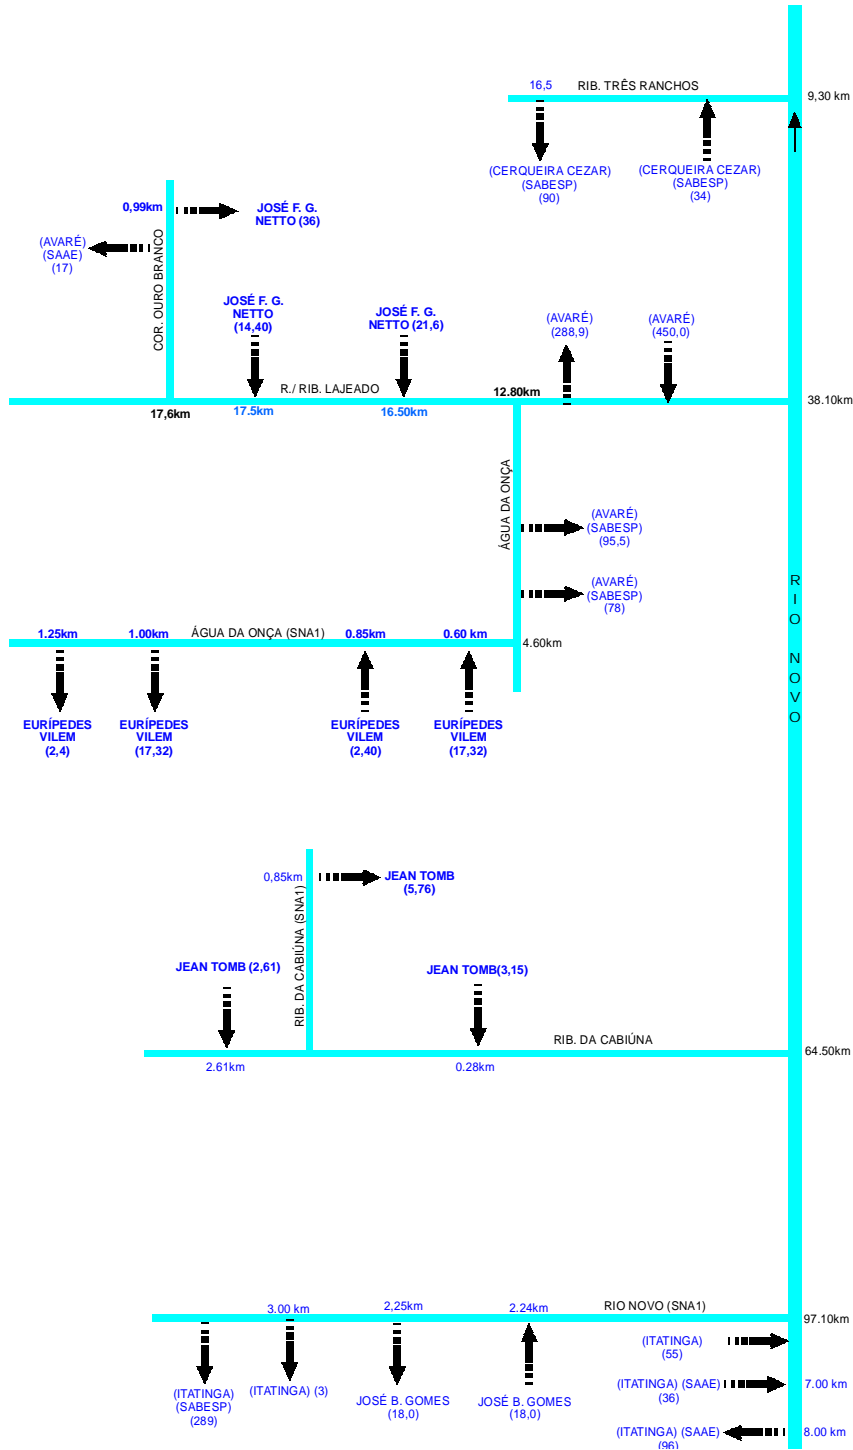 16,5
RIB. TRÊS RANCHOS
9,30 km
(CERQUEIRA CEZAR)
(SABESP)
(90)
(CERQUEIRA CEZAR)
(SABESP)
(34)
0,99km
JOSÉ F. G.
NETTO (36)
(AVARÉ)
(SAAE)
(17)
COR. OURO BRANCO
JOSÉ F. G.
NETTO
(14,40)
JOSÉ F. G.
NETTO (21,6)
(AVARÉ)
(288,9)
(AVARÉ)
(450,0)
R./ RIB. LAJEADO
12.80km
38.10km
17,6km
17.5km
16.50km
ÁGUA DA ONÇA
(AVARÉ)
(SABESP)
(95,5)
(AVARÉ)
(SABESP)
(78)
RIO NOVO
1.25km
1.00km
ÁGUA DA ONÇA (SNA1)
0.85km
0.60 km
4.60km
EURÍPEDES
VILEM
(2,4)
EURÍPEDES
VILEM
(17,32)
EURÍPEDES
VILEM
(2,40)
EURÍPEDES
VILEM
(17,32)
0,85km
JEAN TOMB
(5,76)
RIB. DA CABIÚNA (SNA1)
JEAN TOMB (2,61)
JEAN TOMB(3,15)
RIB. DA CABIÚNA
64.50km
2.61km
0.28km
3.00 km
2,25km
2.24km
RIO NOVO (SNA1)
97.10km
(ITATINGA)
(SABESP)
(289)
(ITATINGA) (3)
JOSÉ B. GOMES
(18,0)
JOSÉ B. GOMES
(18,0)
(ITATINGA)
(55)
(ITATINGA) (SAAE)
(36)
7.00 km
(ITATINGA) (SAAE)
(96)
8.00 km